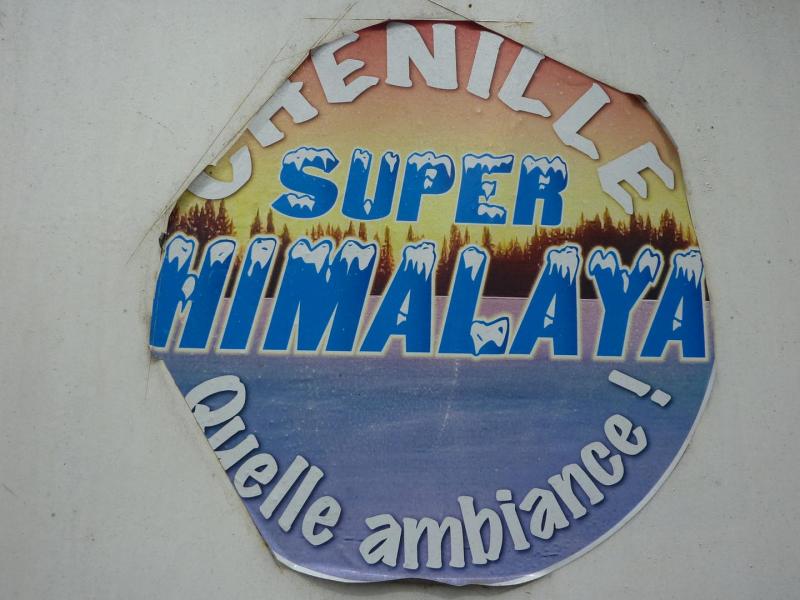 CHENILLE
SUPER
HIMALAYA
Quelle ambiance !